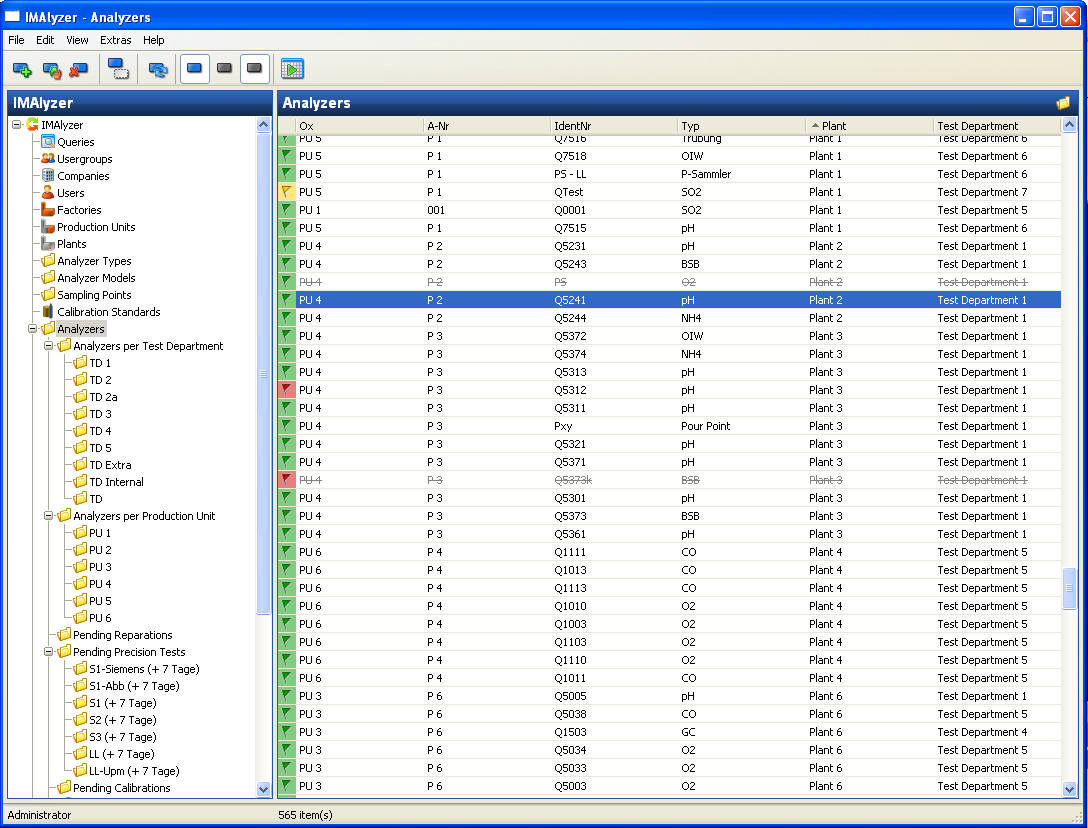 IMAlyzer - Analyzers
File Edit View Extras Help
IMAlyzer
IMAlyzer
Queries
Usergroups
Companies
Users
Factories
Production Units
Plants
Analyzer Types
Analyzer Models
Sampling Points
Calibration Standards
Analyzers
Analyzers per Test Department
TD 1
TD 2
TD 2a
TD 3
TD 4
TD 5
TD Extra
TD Internal
TD
Analyzers per Production Unit
PU 1
PU 2
PU 3
PU 4
PU 5
PU 6
Pending Reparations
Pending Precision Tests
S1-Siemens (+ 7 Tage)
S1-Abb (+ 7 Tage)
S1 (+ 7 Tage)
S2 (+ 7 Tage)
S3 (+ 7 Tage)
LL (+ 7 Tage)
LL-Upm (+ 7 Tage)
Pending Calibrations
Analyzers
Ox A-Nr IdentNr Typ Plant Test Department
PU 5 P 1 Q7516 Trübung Plant 1 Test Department 6
PU 5 P 1 Q7518 OIW Plant 1 Test Department 6
PU 5 P 1 PS - LL P-Sammler Plant 1 Test Department 6
PU 5 P 1 QTest SO2 Plant 1 Test Department 7
PU 1 001 Q0001 SO2 Plant 1 Test Department 5
PU 5 P 1 Q7515 pH Plant 1 Test Department 6
PU 4 P 2 Q5231 pH Plant 2 Test Department 1
PU 4 P 2 Q5243 BSB Plant 2 Test Department 1
PU 4 P 2 PS O2 Plant 2 Test Department 1
PU 4 P 2 Q5241 pH Plant 2 Test Department 1
PU 4 P 2 Q5244 NH4 Plant 2 Test Department 1
PU 4 P 3 Q5372 OIW Plant 3 Test Department 1
PU 4 P 3 Q5374 NH4 Plant 3 Test Department 1
PU 4 P 3 Q5313 pH Plant 3 Test Department 1
PU 4 P 3 Q5312 pH Plant 3 Test Department 1
PU 4 P 3 Q5311 pH Plant 3 Test Department 1
PU 4 P 3 Pxy Pour Point Plant 3 Test Department 1
PU 4 P 3 Q5321 pH Plant 3 Test Department 1
PU 4 P 3 Q5371 pH Plant 3 Test Department 1
PU 4 P 3 Q5373k BSB Plant 3 Test Department 1
PU 4 P 3 Q5301 pH Plant 3 Test Department 1
PU 4 P 3 Q5373 BSB Plant 3 Test Department 1
PU 4 P 3 Q5361 pH Plant 3 Test Department 1
PU 6 P 4 Q1111 CO Plant 4 Test Department 5
PU 6 P 4 Q1013 CO Plant 4 Test Department 5
PU 6 P 4 Q1113 CO Plant 4 Test Department 5
PU 6 P 4 Q1010 O2 Plant 4 Test Department 5
PU 6 P 4 Q1003 O2 Plant 4 Test Department 5
PU 6 P 4 Q1103 O2 Plant 4 Test Department 5
PU 6 P 4 Q1110 O2 Plant 4 Test Department 5
PU 6 P 4 Q1011 CO Plant 4 Test Department 5
PU 3 P 6 Q5005 pH Plant 6 Test Department 1
PU 3 P 6 Q5038 CO Plant 6 Test Department 5
PU 3 P 6 Q1503 GC Plant 6 Test Department 4
PU 3 P 6 Q5034 O2 Plant 6 Test Department 5
PU 3 P 6 Q5033 O2 Plant 6 Test Department 5
PU 3 P 6 Q5003 O2 Plant 6 Test Department 5
Administrator 565 item(s)